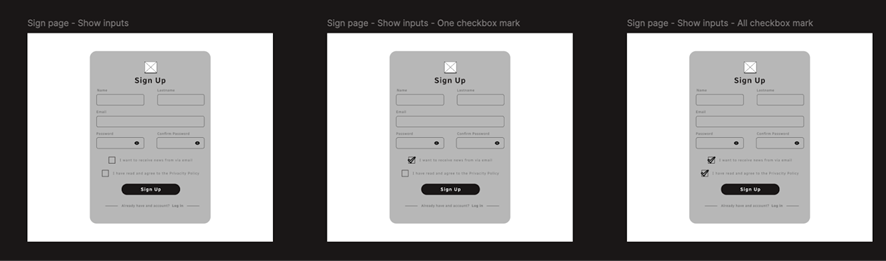 Sign page - Show inputs
Sign Up
Name Lastname
Email
Password Confirm Password
I want to receive news from via email
I have read and agree to the Privacity Policy
Sign Up
Already have and account? Log in
Sign page - Show inputs - One checkbox mark
Sign Up
Name Lastname
Email
Password Confirm Password
I want to receive news from via email
I have read and agree to the Privacity Policy
Sign Up
Already have and account? Log in
Sign page - Show inputs - All checkbox mark
Sign Up
Name Lastname
Email
Password Confirm Password
I want to receive news from via email
I have read and agree to the Privacity Policy
Sign Up
Already have and account? Log in